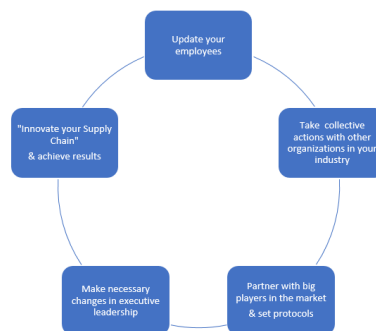 Update your
employees
Take collective
actions with other
organizations in your
industry
Partner with big
players in the market
& set protocols
Make necessary
changes in executive
leadership
"Innovate your Supply
Chain"
& achieve results